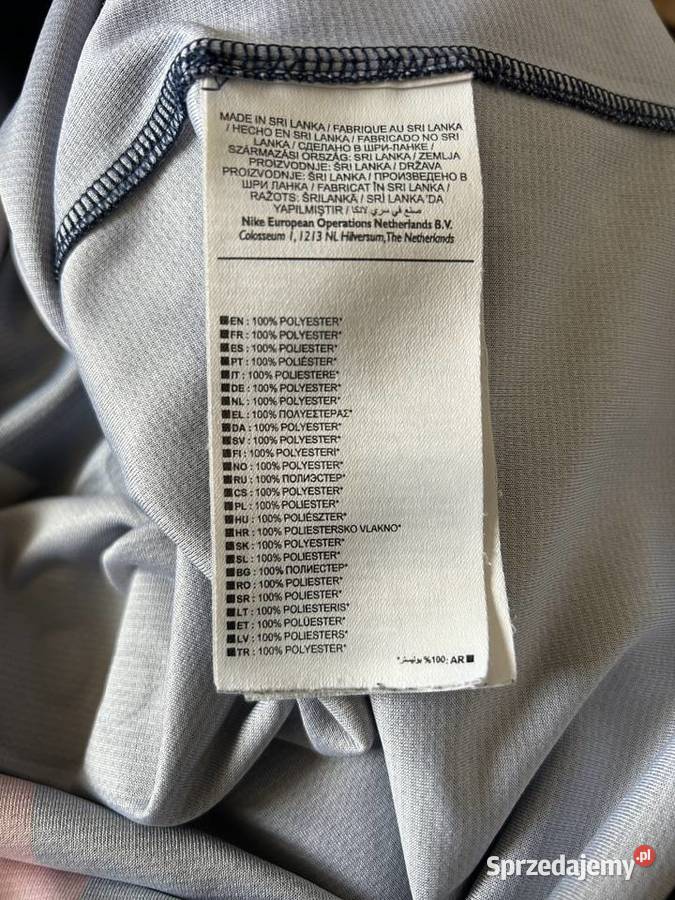 MADE IN SRI LANKA / FABRIQUE AU SRI LANKA
/ HECHO EN SRI LANKA / FABRICADO NO SRI
LANKA / СДЕЛАНО В ШРИ-ЛАНКЕ /
SZÁRMAZÁSI ORSZÁG: SRI LANKA / ZEMLJA
PROIZVODNJE: ŠRI LANKA / DRŽAVA
PROIZVODNJE: ŠRI LANKA / ПРОИЗВЕДЕНО В
ШРИ ЛАНКА / FABRICAT ÎN SRI LANKA /
RAŽOTS: ŠRILANKĀ / SRİ LANKA'DA
YAPILMIŞTIR / صنع في سري لانكا
Nike European Operations Netherlands B.V.
Colosseum 1, 1213 NL Hilversum, The Netherlands
EN : 100% POLYESTER*
FR : 100% POLYESTER*
ES : 100% POLIESTER*
PT : 100% POLIÉSTER*
IT : 100% POLIESTERE*
DE : 100% POLYESTER*
NL : 100% POLYESTER*
EL : 100% ΠΟΛΥΕΣΤΕΡΑΣ*
DA : 100% POLYESTER*
SV : 100% POLYESTER*
FI : 100% POLYESTERI*
NO : 100% POLYESTER*
RU : 100% ПОЛИЭСТЕР*
CS : 100% POLYESTER*
PL : 100% POLIESTER*
HU : 100% POLIÉSZTER*
HR : 100% POLIESTERSKO VLAKNO*
SK : 100% POLYESTER*
SL : 100% POLIESTER*
BG : 100% ПОЛИЕСТЕР*
RO : 100% POLIESTER*
SR : 100% POLIESTER*
LT : 100% POLIESTERIS*
ET : 100% POLÜESTER*
LV : 100% POLIESTERS*
TR : 100% POLYESTER*
AR :100% بوليستر*
Sprzedajemy.pl